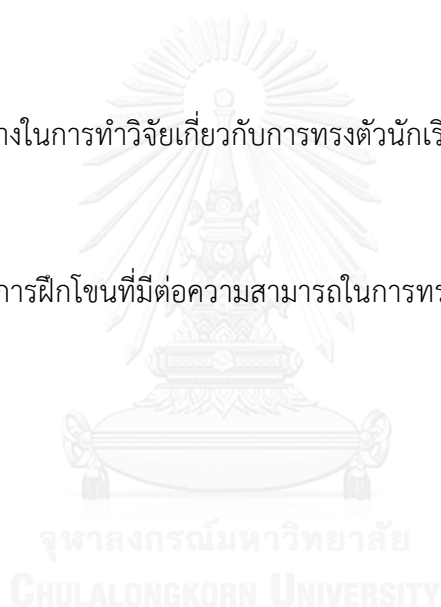 างในการทำวิจัยเกี่ยวกับการทรงตัวนักเรี
การฝึกโขนที่มีต่อความสามารถในการทร
จุฬาลงกรณ์มหาวิทยาลัย
CHULALONGKORN UNIVERSITY